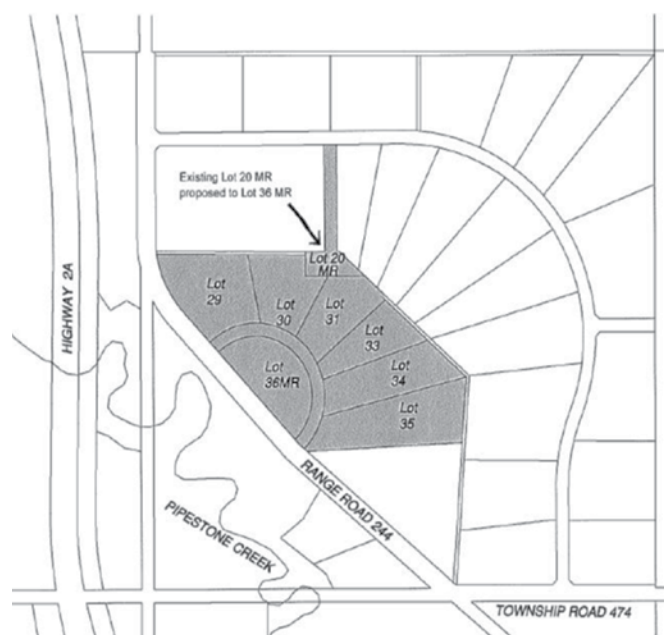 Existing Lot 20 MR
proposed to Lot 36 MR
Lot 20
MR
Lot
29
Lot
30
Lot
31
Lot
33
Lot
34
Lot
35
Lot
36MR
HIGHWAY 2A
RANGE ROAD 244
PIPESTONE CREEK
TOWNSHIP ROAD 474